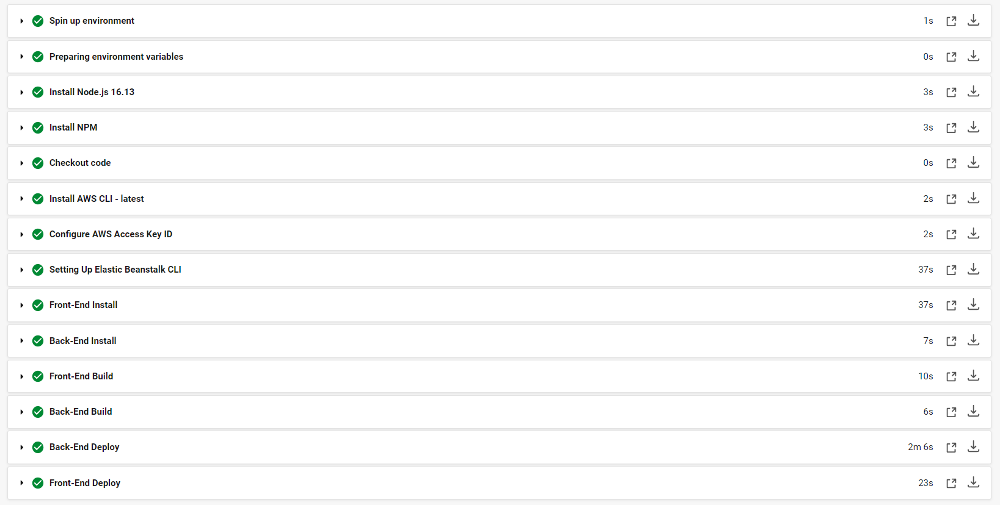 Spin up environment 1s
Preparing environment variables 0s
Install Node.js 16.13 3s
Install NPM 3s
Checkout code 0s
Install AWS CLI - latest 2s
Configure AWS Access Key ID 2s
Setting Up Elastic Beanstalk CLI 37s
Front-End Install 37s
Back-End Install 7s
Front-End Build 10s
Back-End Build 6s
Back-End Deploy 2m 6s
Front-End Deploy 23s